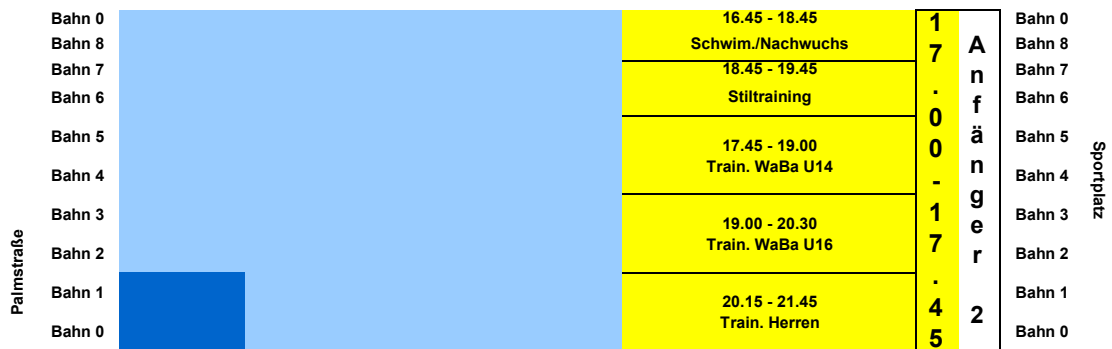 Bahn 0
Bahn 8
Bahn 7
Bahn 6
Bahn 5
Bahn 4
Bahn 3
Bahn 2
Bahn 1
Bahn 0
Palmstraße
16.45 - 18.45
Schwim./Nachwuchs
18.45 - 19.45
Stiltraining
17.45 - 19.00
Train. WaBa U14
19.00 - 20.30
Train. WaBa U16
20.15 - 21.45
Train. Herren
17.00-17.45
Anfänger 2
Bahn 0
Bahn 8
Bahn 7
Bahn 6
Bahn 5
Bahn 4
Bahn 3
Bahn 2
Bahn 1
Bahn 0
Sportplatz